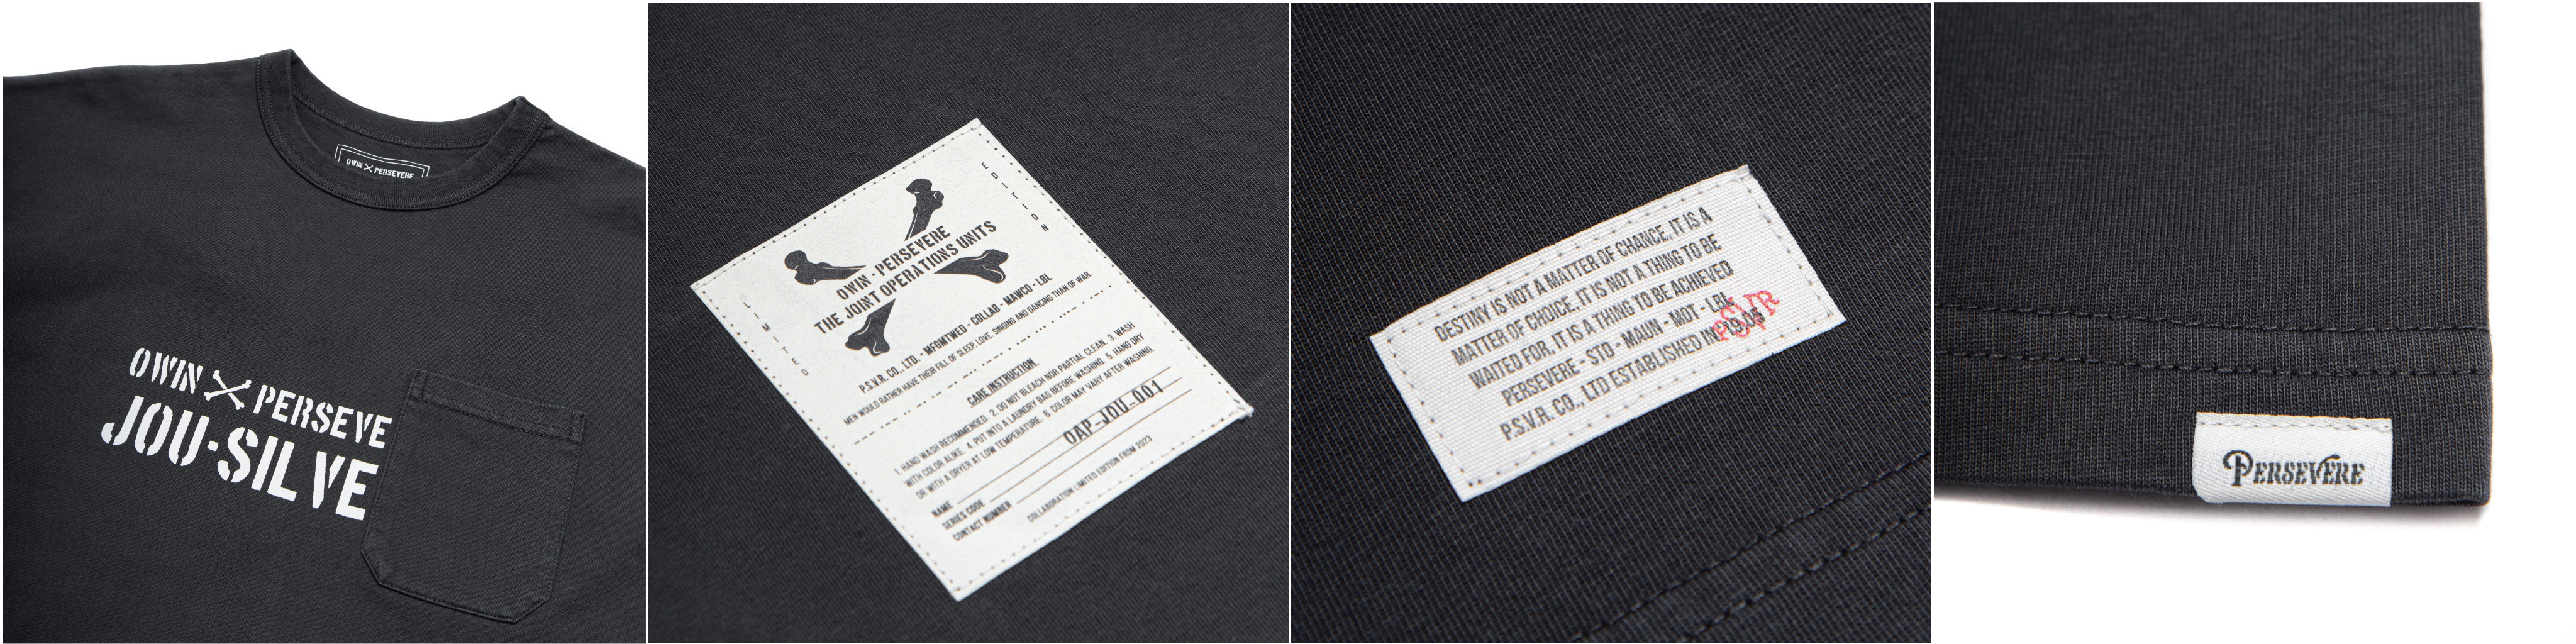 OWIN PERSEVERE
OWIN PERSEVE
JOU-SILVE
LIMITED
EDITION
OWIN - PERSEVERE
THE JOINT OPERATIONS UNITS
P.S.V.R. CO., LTD. - MFGMTMED - COLLAB - MAWCO - LBL
MEN WOULD RATHER HAVE THEIR FILL OF SLEEP, LOVE, SINGING AND DANCING THAN OF WAR.
CARE INSTRUCTION
1. HAND WASH RECOMMENDED. 2. DO NOT BLEACH NOR PARTIAL CLEAN. 3. WASH
WITH COLOR ALIKE. 4. PUT INTO A LAUNDRY BAG BEFORE WASHING. 5. HANG DRY
OR WITH A DRYER AT LOW TEMPERATURE. 6. COLOR MAY VARY AFTER WASHING.
NAME
SERIES CODE OAP-JOU-001
CONTACT NUMBER
COLLABORATION LIMITED EDITION FROM 2023
DESTINY IS NOT A MATTER OF CHANCE, IT IS A
MATTER OF CHOICE, IT IS NOT A THING TO BE
WAITED FOR, IT IS A THING TO BE ACHIEVED
PERSEVERE - STD - MAUN - MOT - LBL
P.S.V.R. CO., LTD ESTABLISHED IN
PSVR
PERSEVERE